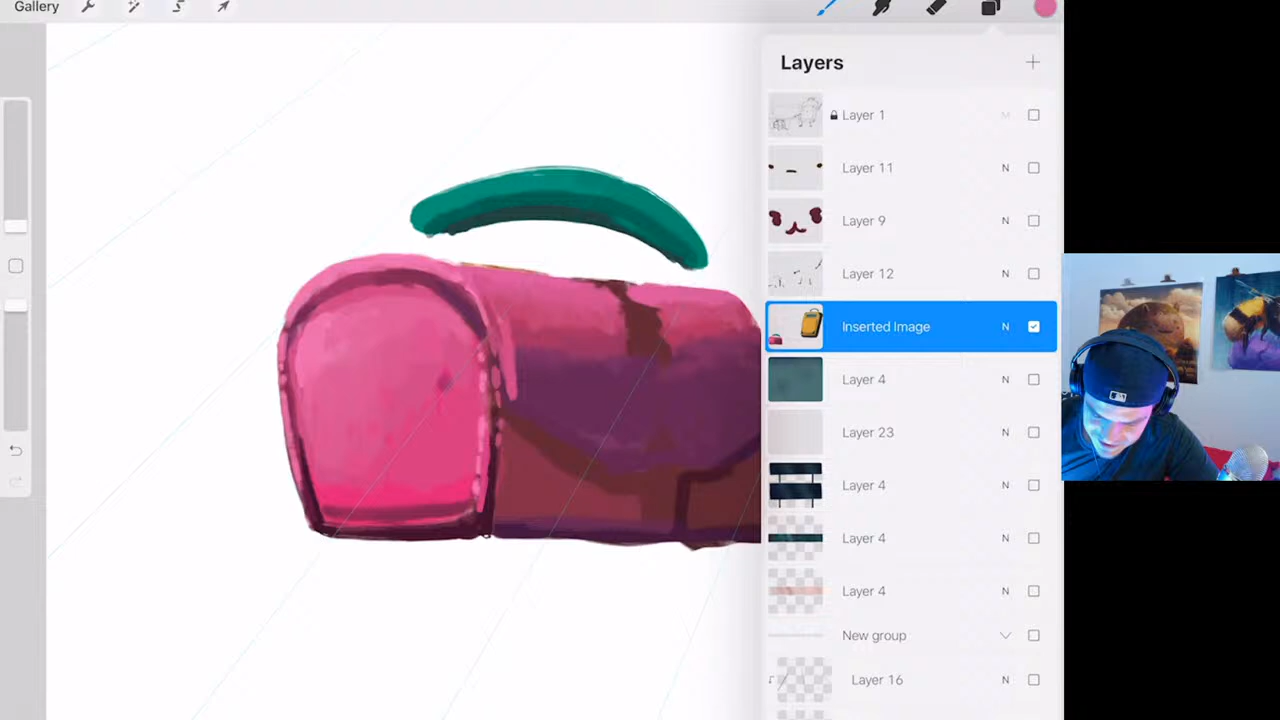 Gallery
Layers
Layer 1 M
Layer 11 N
Layer 9 N
Layer 12 N
Inserted Image N
Layer 4 N
Layer 23 N
Layer 4 N
Layer 4 N
Layer 4 N
New group
Layer 16 N